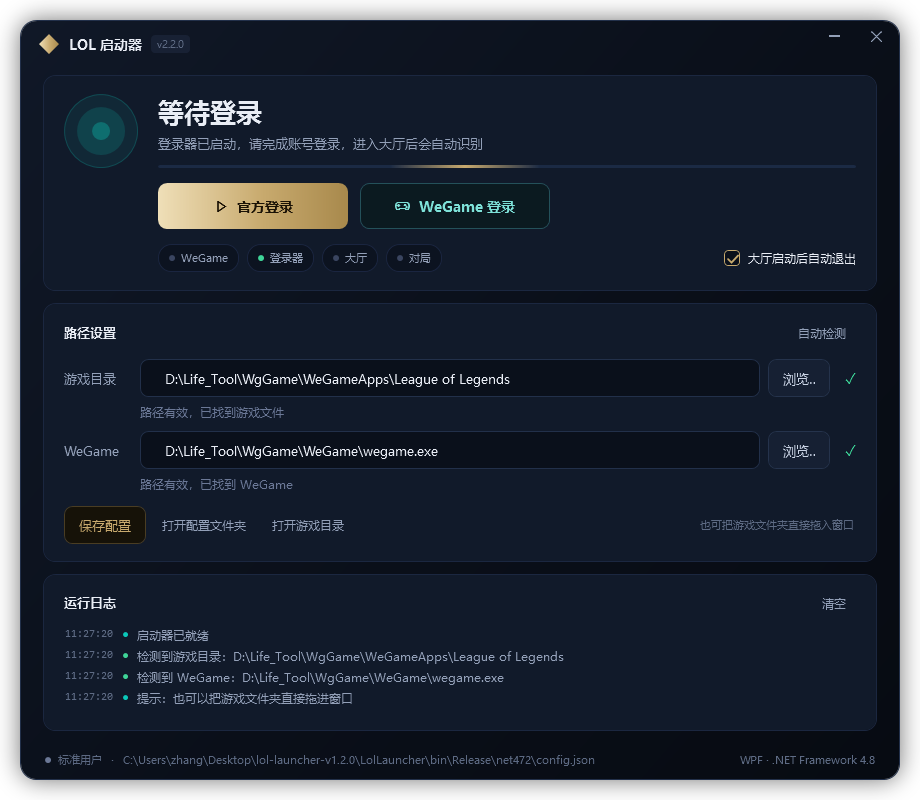 LOL 启动器 v2.2.0
等待登录
登录器已启动，请完成账号登录，进入大厅后会自动识别
官方登录 WeGame 登录
WeGame 登录器 大厅 对局 大厅启动后自动退出
路径设置 自动检测
游戏目录 D:\Life_Tool\WgGame\WeGameApps\League of Legends 浏览..
路径有效，已找到游戏文件
WeGame D:\Life_Tool\WgGame\WeGame\wegame.exe 浏览..
路径有效，已找到 WeGame
保存配置 打开配置文件夹 打开游戏目录 也可把游戏文件夹直接拖入窗口
运行日志 清空
11:27:20 启动器已就绪
11:27:20 检测到游戏目录：D:\Life_Tool\WgGame\WeGameApps\League of Legends
11:27:20 检测到 WeGame：D:\Life_Tool\WgGame\WeGame\wegame.exe
11:27:20 提示：也可以把游戏文件夹直接拖进窗口
标准用户 · C:\Users\zhang\Desktop\lol-launcher-v1.2.0\LolLauncher\bin\Release\net472\config.json WPF · .NET Framework 4.8